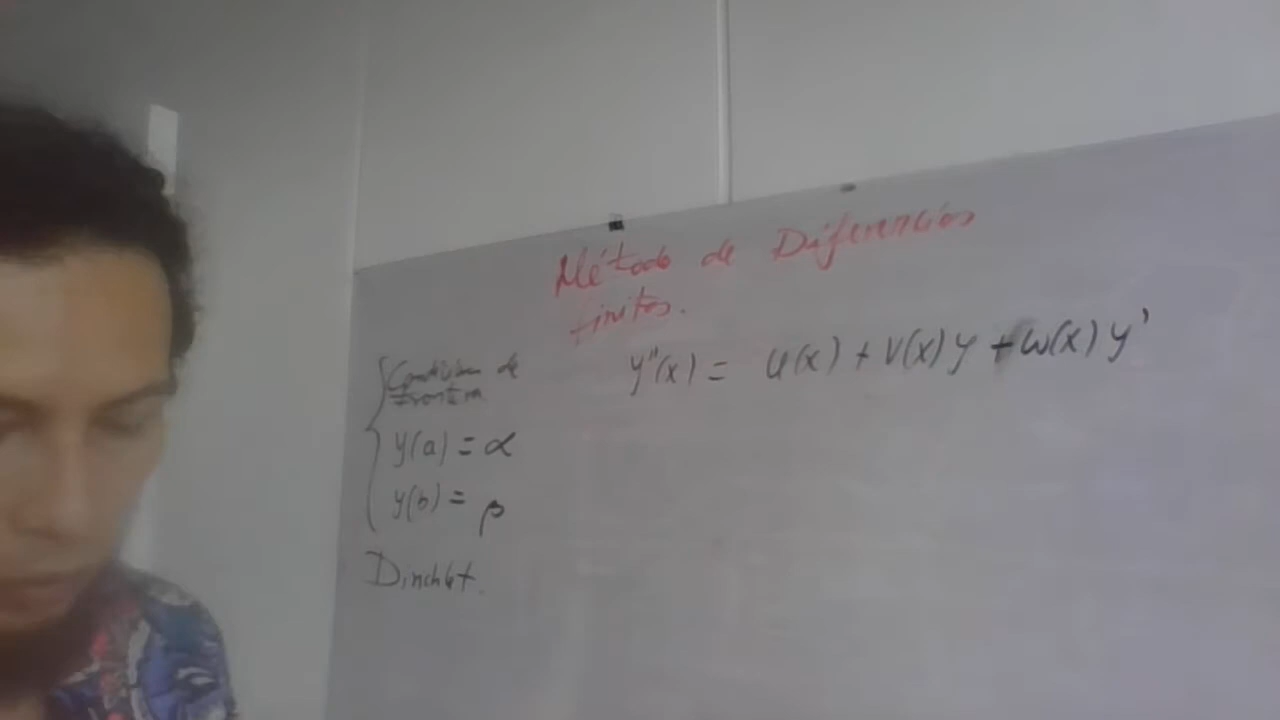 Método de Diferencias
finitas.
y''(x) = u(x) + v(x)y + w(x)y'
Condición de
frontera
y(a) = α
y(b) = β
Dirichlet.